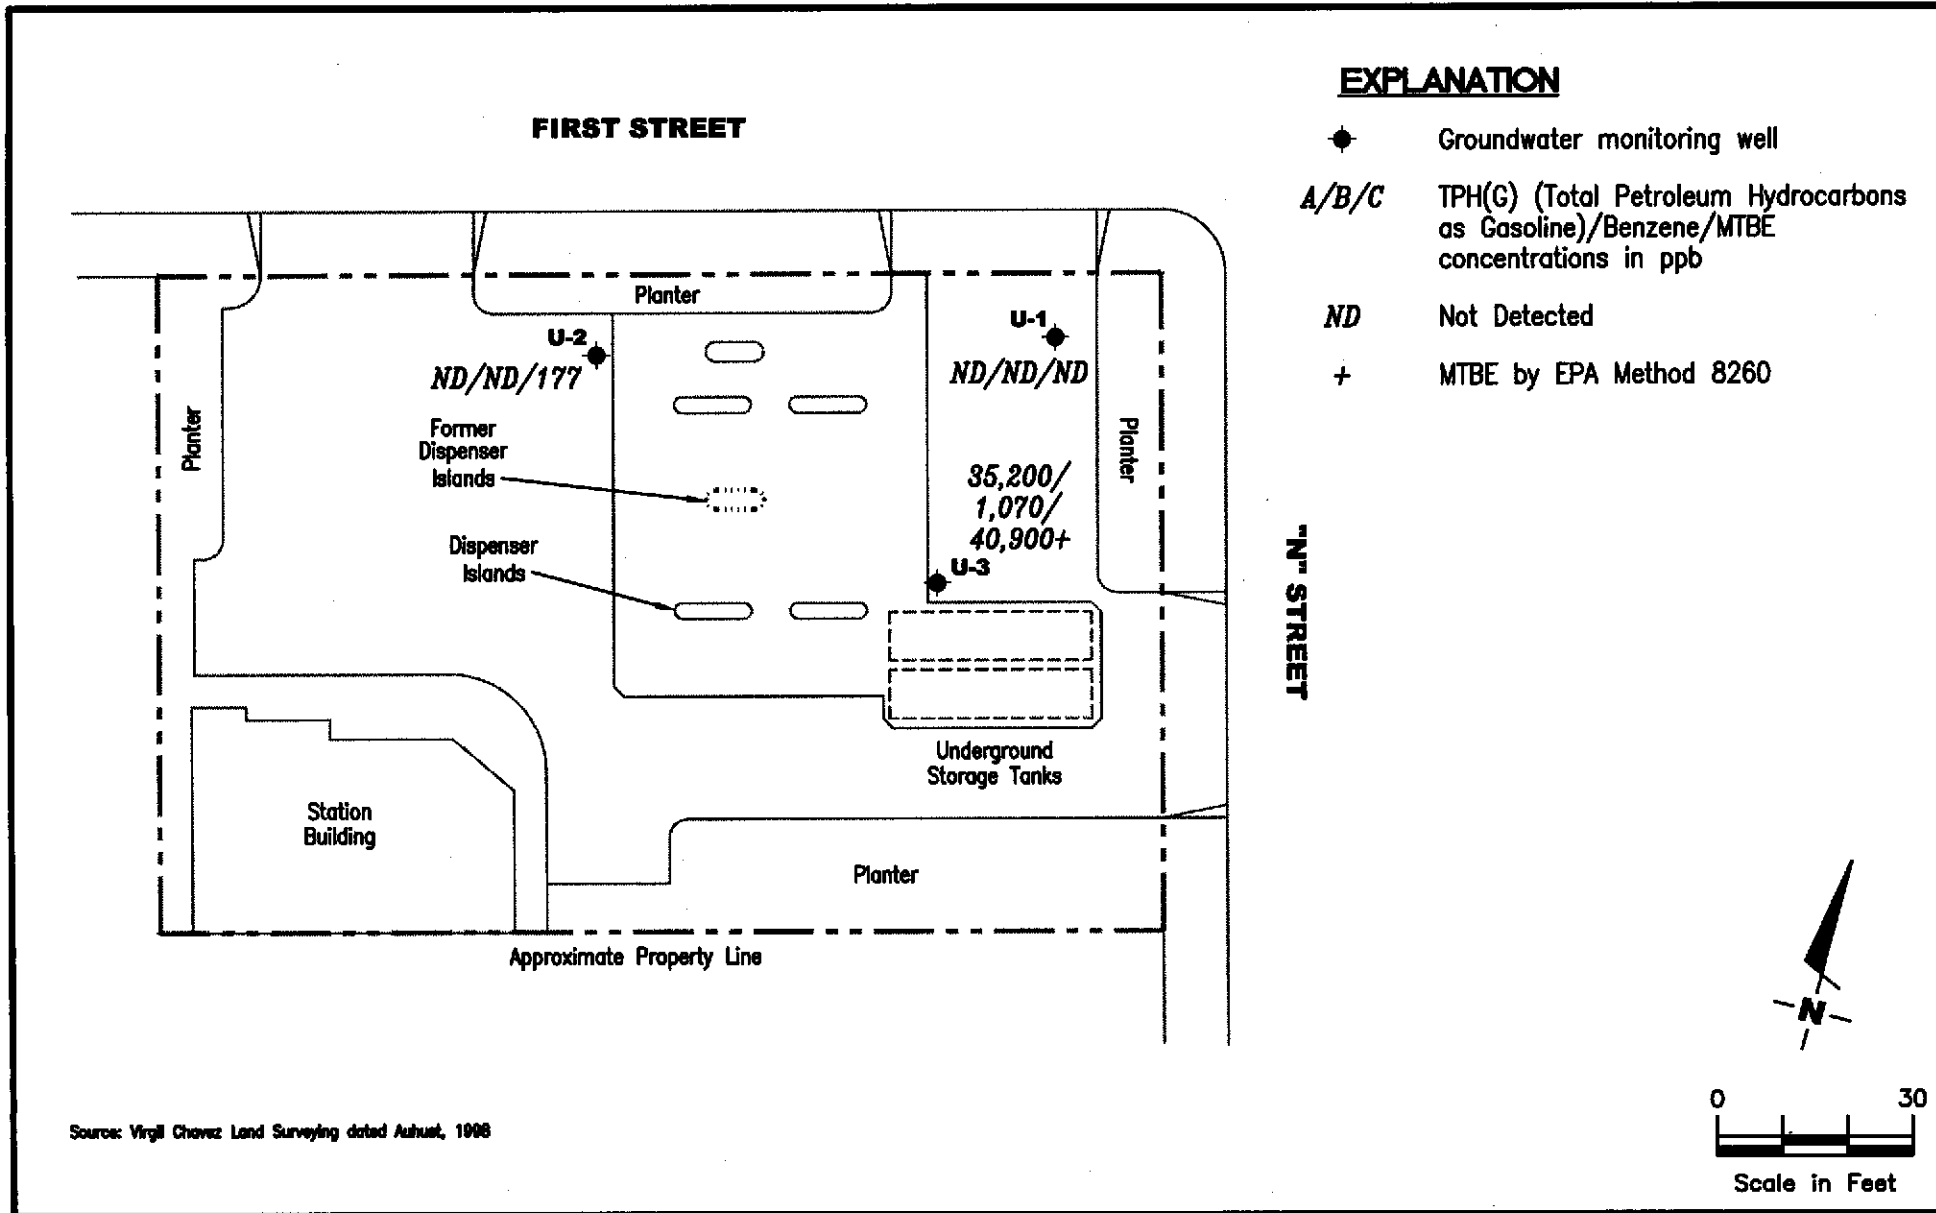 EXPLANATION
FIRST STREET
Groundwater monitoring well
A/B/C TPH(G) (Total Petroleum Hydrocarbons
as Gasoline)/Benzene/MTBE
concentrations in ppb
ND Not Detected
+ MTBE by EPA Method 8260
Planter
U-1
ND/ND/ND
U-2
ND/ND/177
Planter
Former
Dispenser
Islands
Planter
35,200/
1,070/
40,900+
U-3
Dispenser
Islands
"N" STREET
Underground
Storage Tanks
Station
Building
Planter
Approximate Property Line
N
0 30
Scale in Feet
Source: Virgil Chavez Land Surveying dated Auhust, 1998